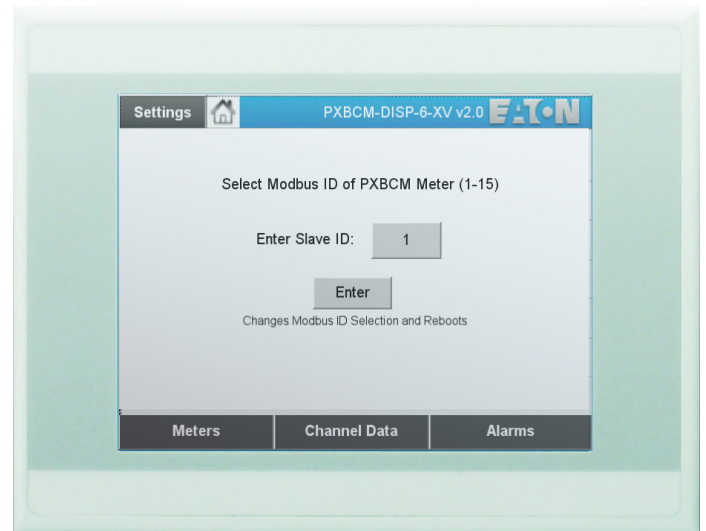 Settings PXBCM-DISP-6-XV v2.0 EATON
Select Modbus ID of PXBCM Meter (1-15)
Enter Slave ID: 1
Enter
Changes Modbus ID Selection and Reboots
Meters Channel Data Alarms